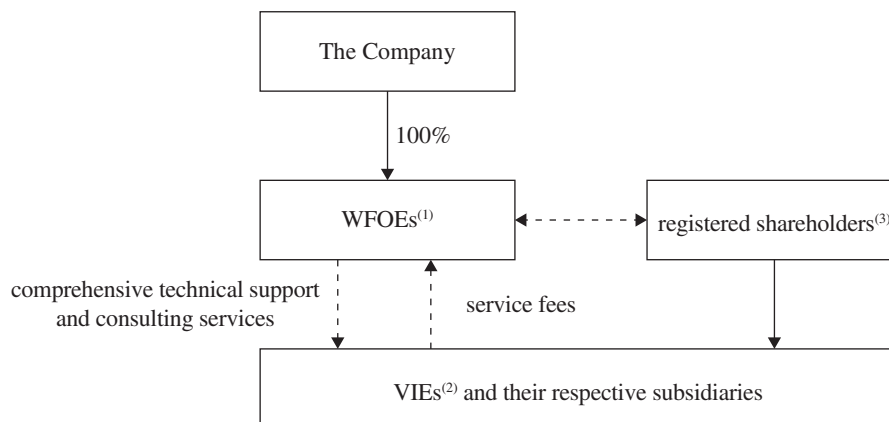 The Company
100%
WFOEs(1)
registered shareholders(3)
comprehensive technical support
and consulting services
service fees
VIEs(2) and their respective subsidiaries